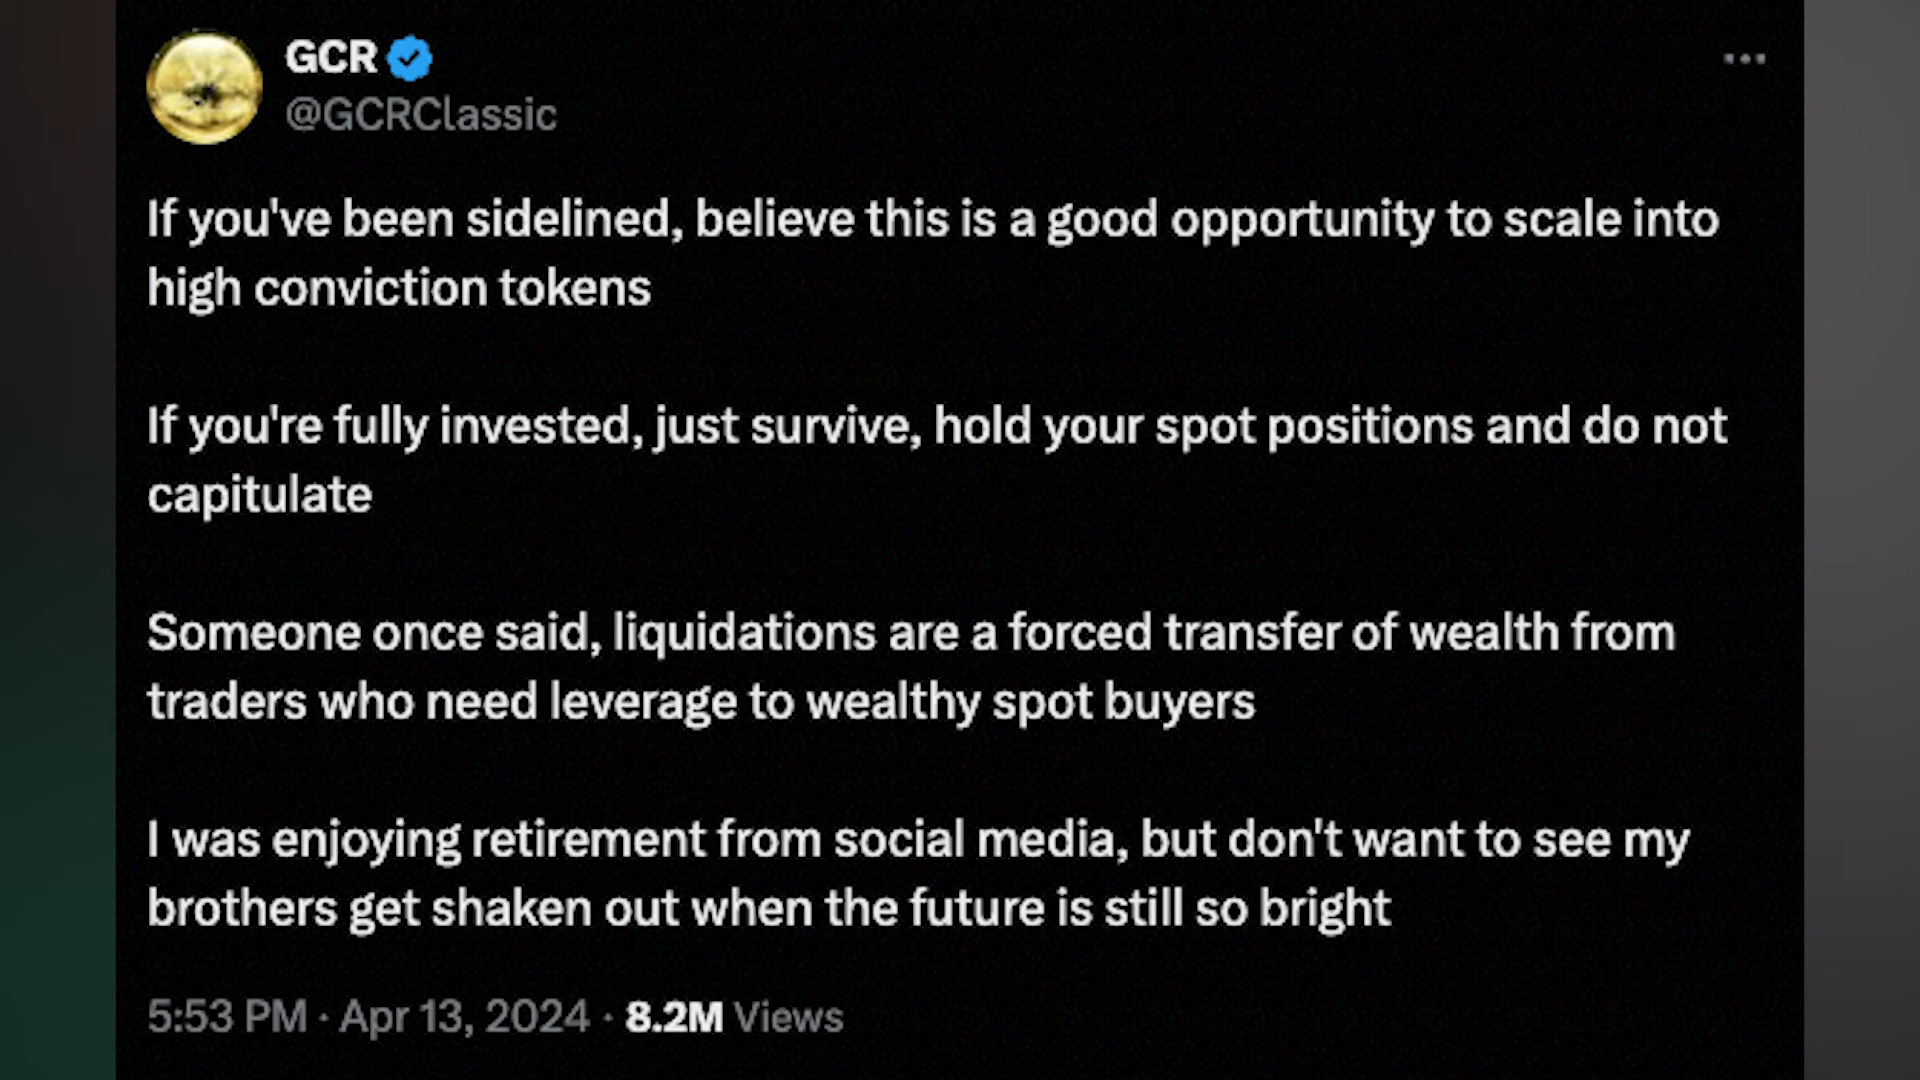 GCR
@GCRClassic
If you've been sidelined, believe this is a good opportunity to scale into
high conviction tokens
If you're fully invested, just survive, hold your spot positions and do not
capitulate
Someone once said, liquidations are a forced transfer of wealth from
traders who need leverage to wealthy spot buyers
I was enjoying retirement from social media, but don't want to see my
brothers get shaken out when the future is still so bright
5:53 PM · Apr 13, 2024 · 8.2M Views